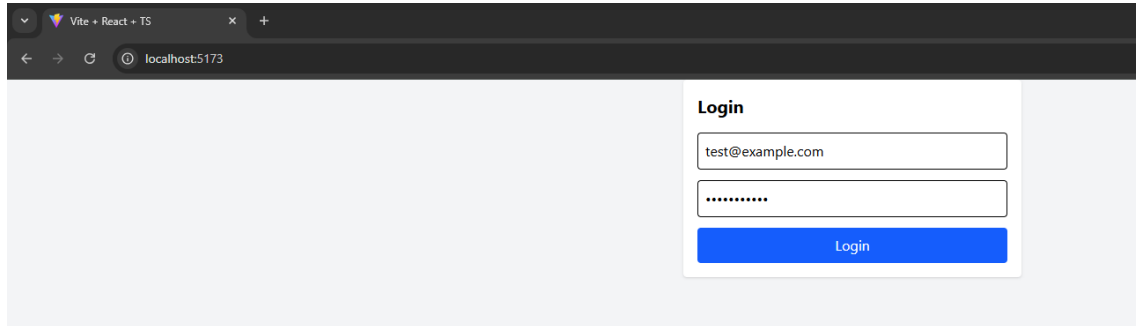 Vite + React + TS
localhost:5173
Login
test@example.com
•••••••••••
Login